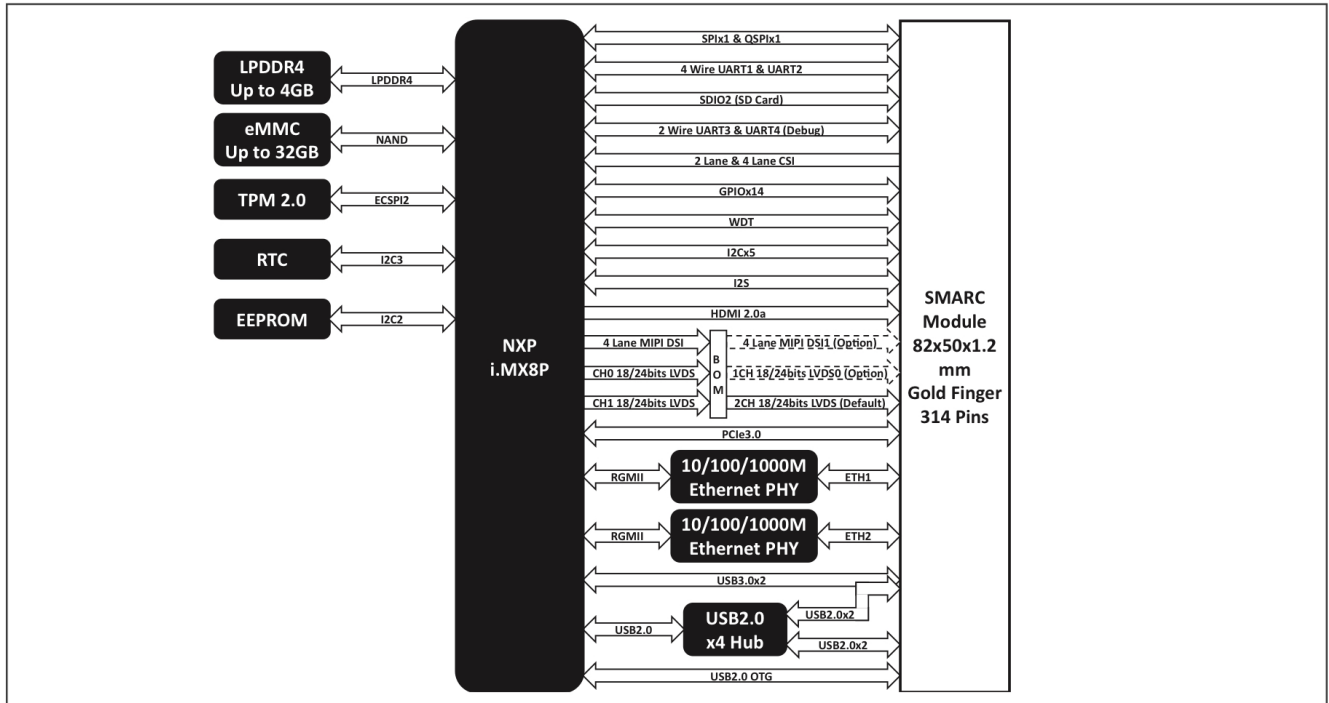 LPDDR4
Up to 4GB
LPDDR4
eMMC
Up to 32GB
NAND
TPM 2.0
ECSPI2
RTC
I2C3
EEPROM
I2C2
NXP
i.MX8P
SPIx1 & QSPIx1
4 Wire UART1 & UART2
SDIO2 (SD Card)
2 Wire UART3 & UART4 (Debug)
2 Lane & 4 Lane CSI
GPIOx14
WDT
I2Cx5
I2S
HDMI 2.0a
4 Lane MIPI DSI
4 Lane MIPI DSI1 (Option)
CH0 18/24bits LVDS
1CH 18/24bits LVDS0 (Option)
CH1 18/24bits LVDS
2CH 18/24bits LVDS (Default)
B
O
M
PCIe3.0
RGMII
10/100/1000M
Ethernet PHY
ETH1
RGMII
10/100/1000M
Ethernet PHY
ETH2
USB3.0x2
USB2.0
USB2.0
x4 Hub
USB2.0x2
USB2.0x2
USB2.0 OTG
SMARC
Module
82x50x1.2
mm
Gold Finger
314 Pins